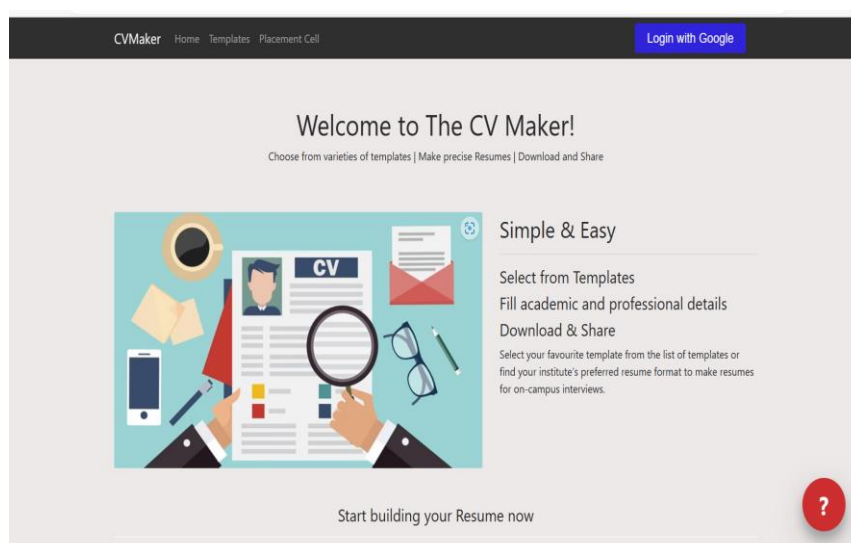 CVMaker Home Templates Placement Cell Login with Google
Welcome to The CV Maker!
Choose from varieties of templates | Make precise Resumes | Download and Share
CV
Simple & Easy
Select from Templates
Fill academic and professional details
Download & Share
Select your favourite template from the list of templates or
find your institute's preferred resume format to make resumes
for on-campus interviews.
Start building your Resume now
?